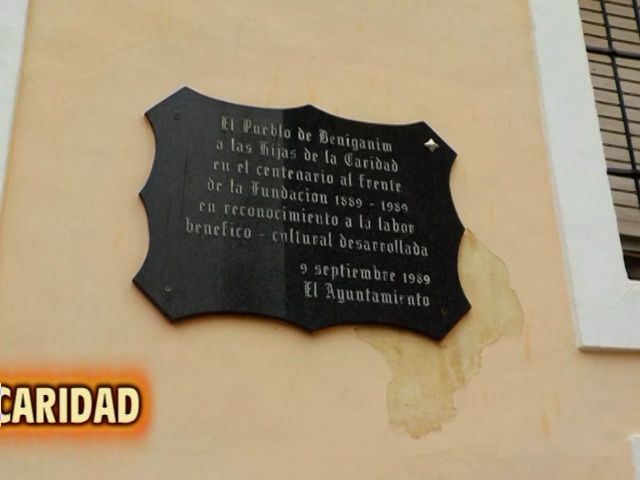 El Pueblo de Beniganim
a las Hijas de la Caridad
en el centenario al frente
de la Fundacion 1889 - 1989
en reconocimiento a la labor
benefico - cultural desarrollada
9 septiembre 1989
El Ayuntamiento
CARIDAD